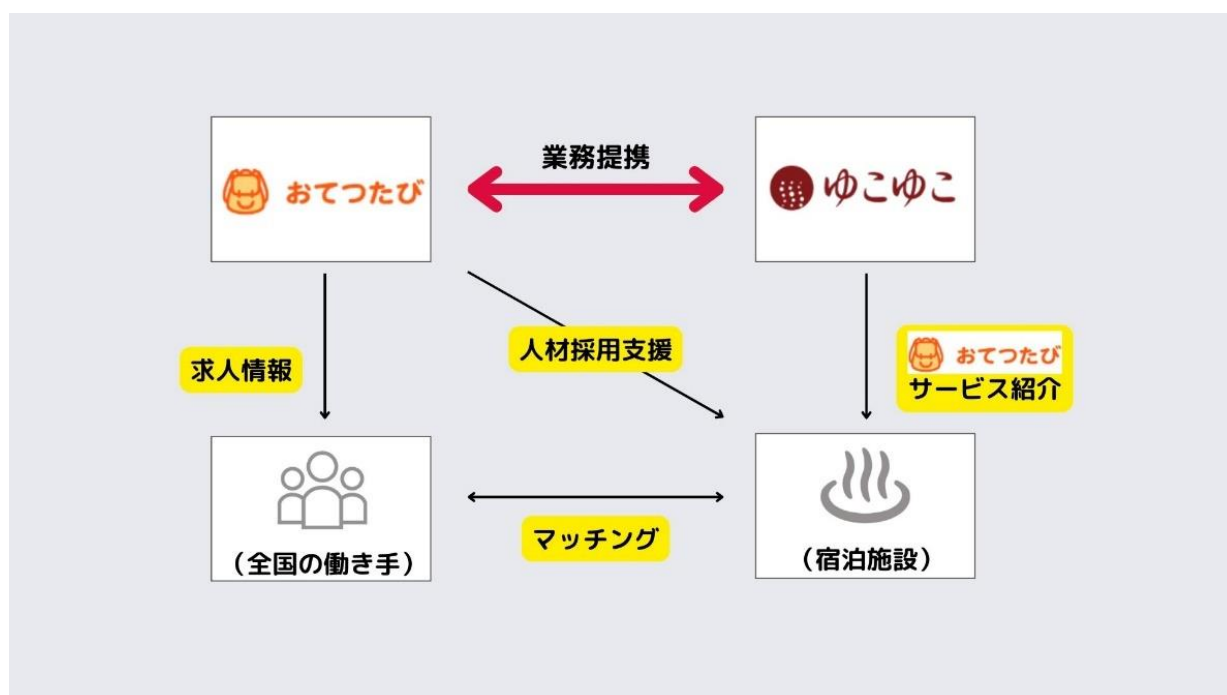 業務提携
おてつたび
ゆこゆこ
求人情報
人材採用支援
おてつたび
サービス紹介
(全国の働き手)
マッチング
(宿泊施設)